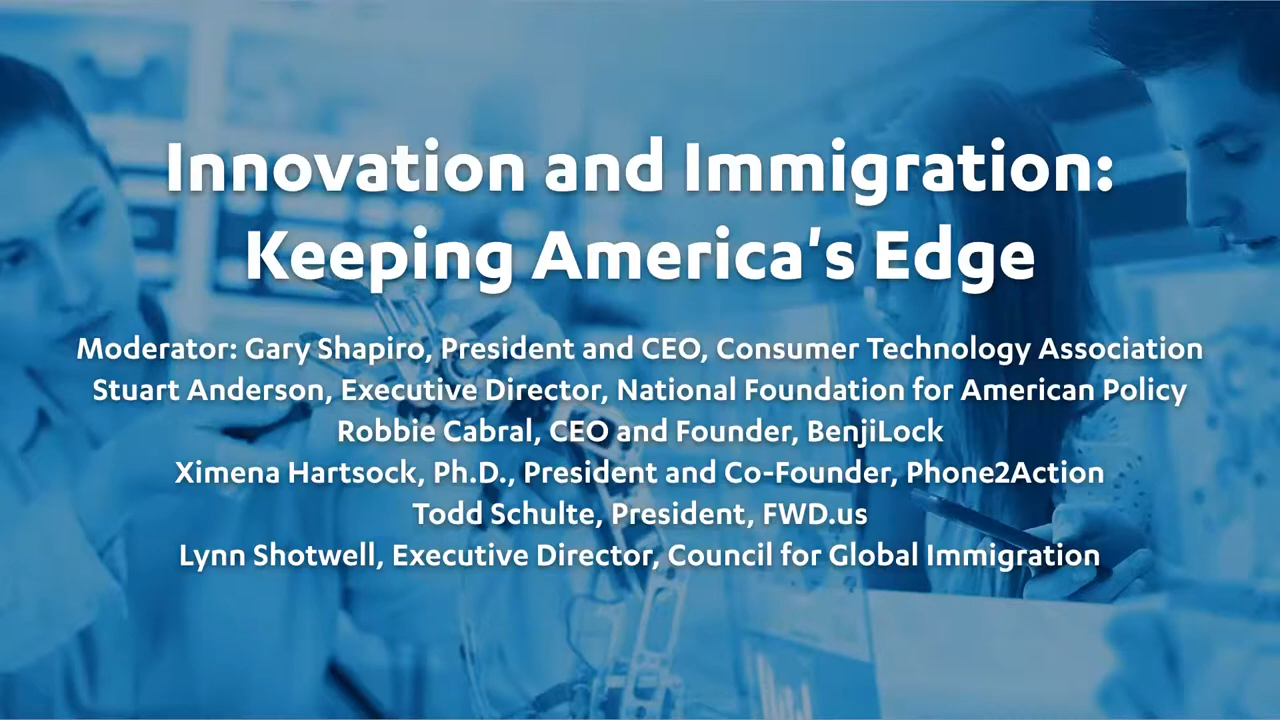 Innovation and Immigration:
Keeping America's Edge
Moderator: Gary Shapiro, President and CEO, Consumer Technology Association
Stuart Anderson, Executive Director, National Foundation for American Policy
Robbie Cabral, CEO and Founder, BenjiLock
Ximena Hartsock, Ph.D., President and Co-Founder, Phone2Action
Todd Schulte, President, FWD.us
Lynn Shotwell, Executive Director, Council for Global Immigration